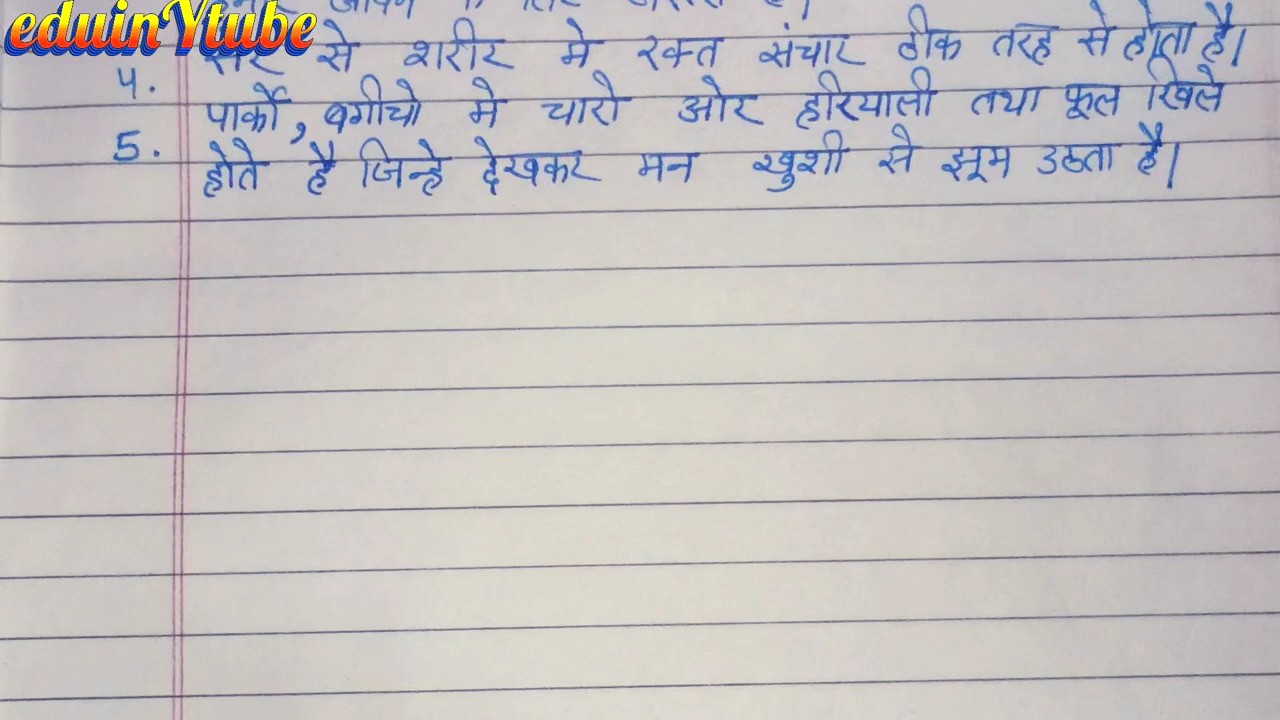 eduinYtube
4. सैर से शरीर मे रक्त संचार ठीक तरह से होता है।
5. पार्को, बगीचो मे चारो ओर हरियाली तथा फूल खिले
होते है जिन्हे देखकर मन खुशी से झूम उठता है।